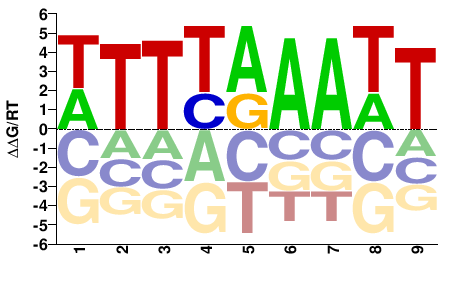 ΔΔG/RT
6
5
4
3
2
1
0
-1
-2
-3
-4
-5
-6
T T T T A A A T T
A C G A
C A A A C C C C A
C C G G C
G G G G T T T G G
1 2 3 4 5 6 7 8 9